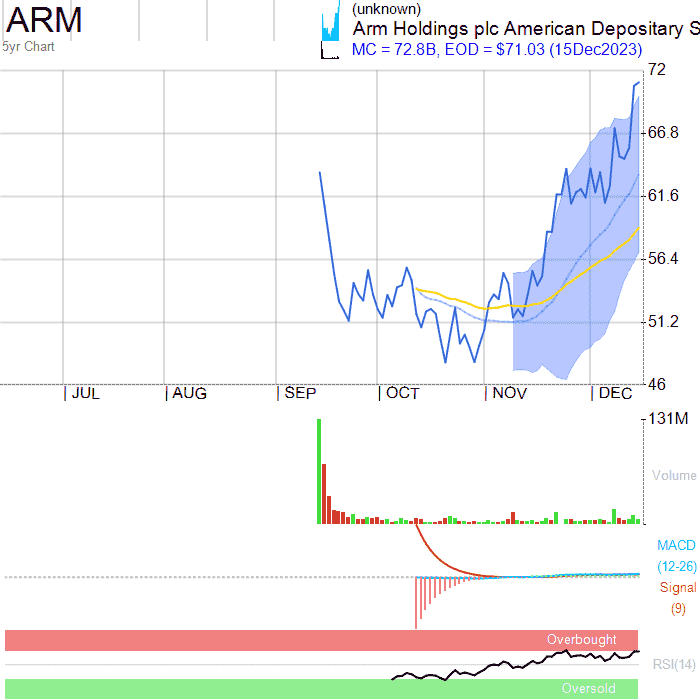 ARM
5yr Chart
(unknown)
Arm Holdings plc American Depositary S
MC = 72.8B, EOD = $71.03 (15Dec2023)
72
66.8
61.6
56.4
51.2
46
JUL AUG SEP OCT NOV DEC
131M
Volume
MACD
(12-26)
Signal
(9)
Overbought
RSI(14)
Oversold